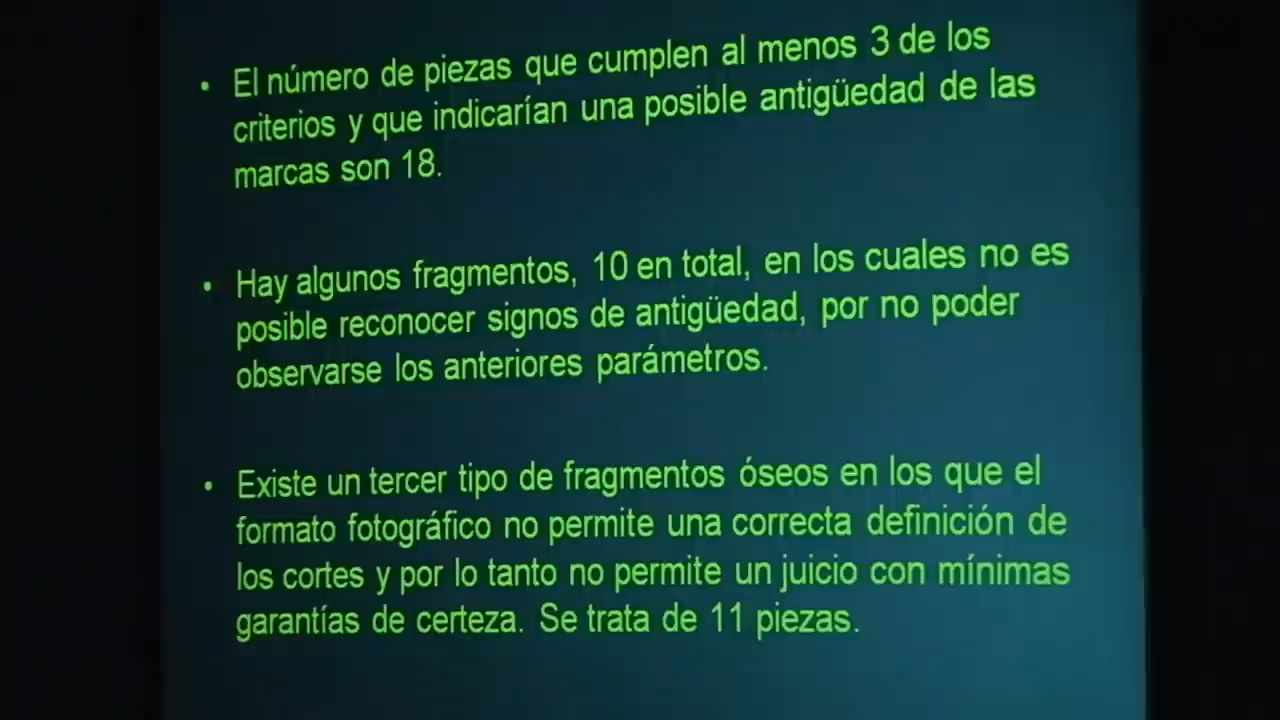 • El número de piezas que cumplen al menos 3 de los
criterios y que indicarían una posible antigüedad de las
marcas son 18.
• Hay algunos fragmentos, 10 en total, en los cuales no es
posible reconocer signos de antigüedad, por no poder
observarse los anteriores parámetros.
• Existe un tercer tipo de fragmentos óseos en los que el
formato fotográfico no permite una correcta definición de
los cortes y por lo tanto no permite un juicio con mínimas
garantías de certeza. Se trata de 11 piezas.